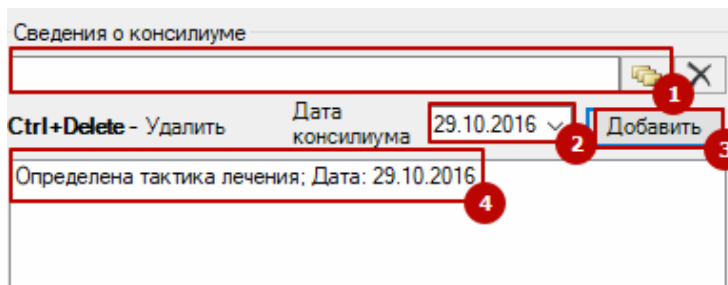 Сведения о консилиуме
1
Ctrl+Delete - Удалить Дата консилиума 29.10.2016 Добавить
2
3
Определена тактика лечения; Дата: 29.10.2016
4